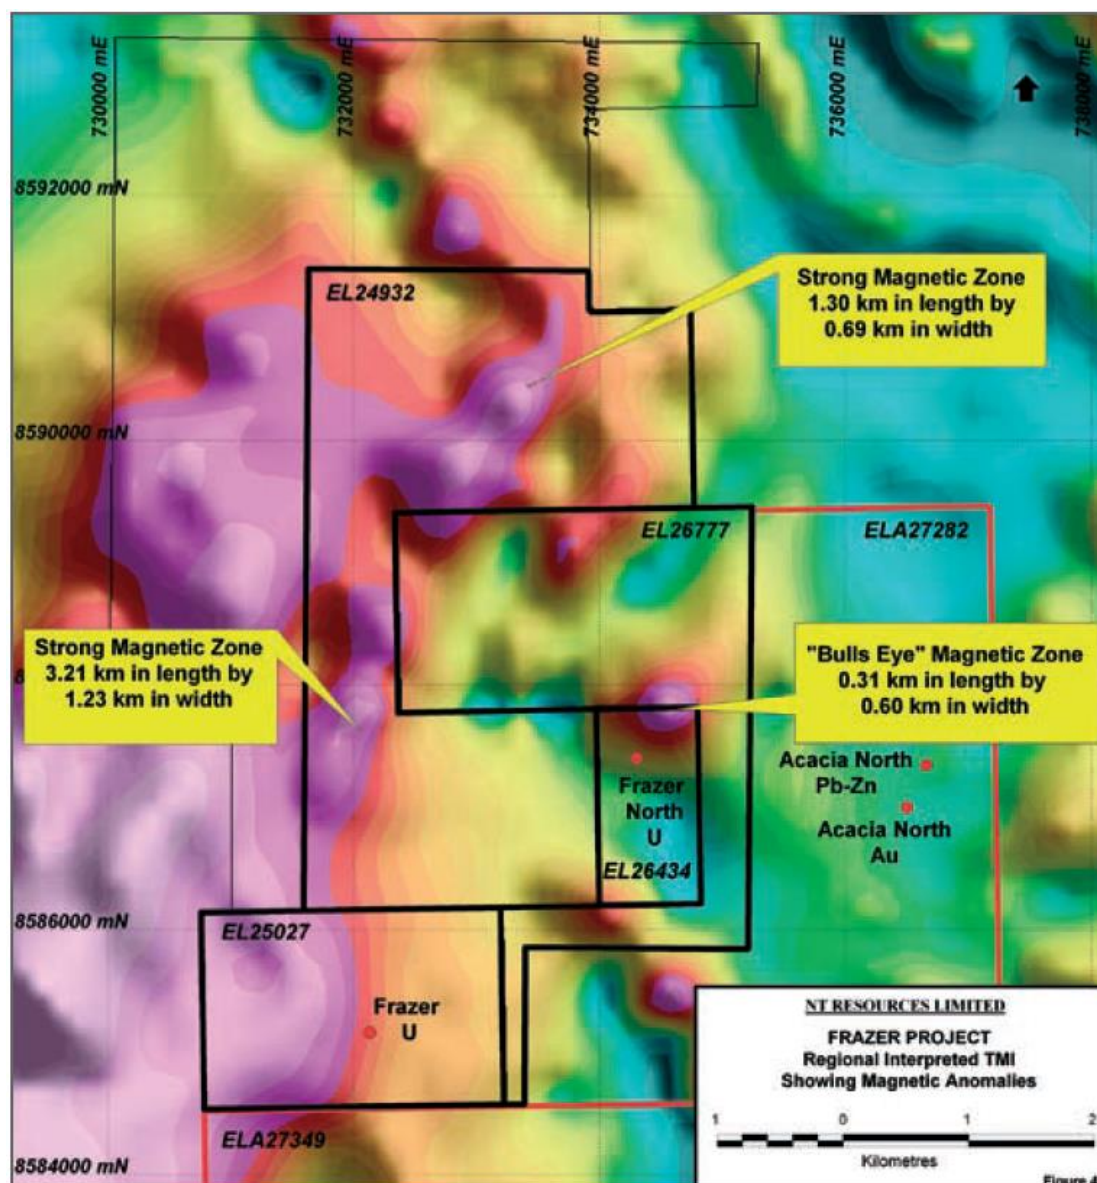 730000 mE
732000 mE
734000 mE
736000 mE
738000 mE
8592000 mN
EL24932
Strong Magnetic Zone
1.30 km in length by
0.69 km in width
8590000 mN
EL26777
ELA27282
Strong Magnetic Zone
3.21 km in length by
1.23 km in width
"Bulls Eye" Magnetic Zone
0.31 km in length by
0.60 km in width
Acacia North
Pb-Zn
Frazer
North
U
Acacia North
Au
EL26434
8586000 mN
EL25027
Frazer
U
NT RESOURCES LIMITED
FRAZER PROJECT
Regional Interpreted TMI
Showing Magnetic Anomalies
1 0 1 2
Kilometres
ELA27349
8584000 mN
Figure 4